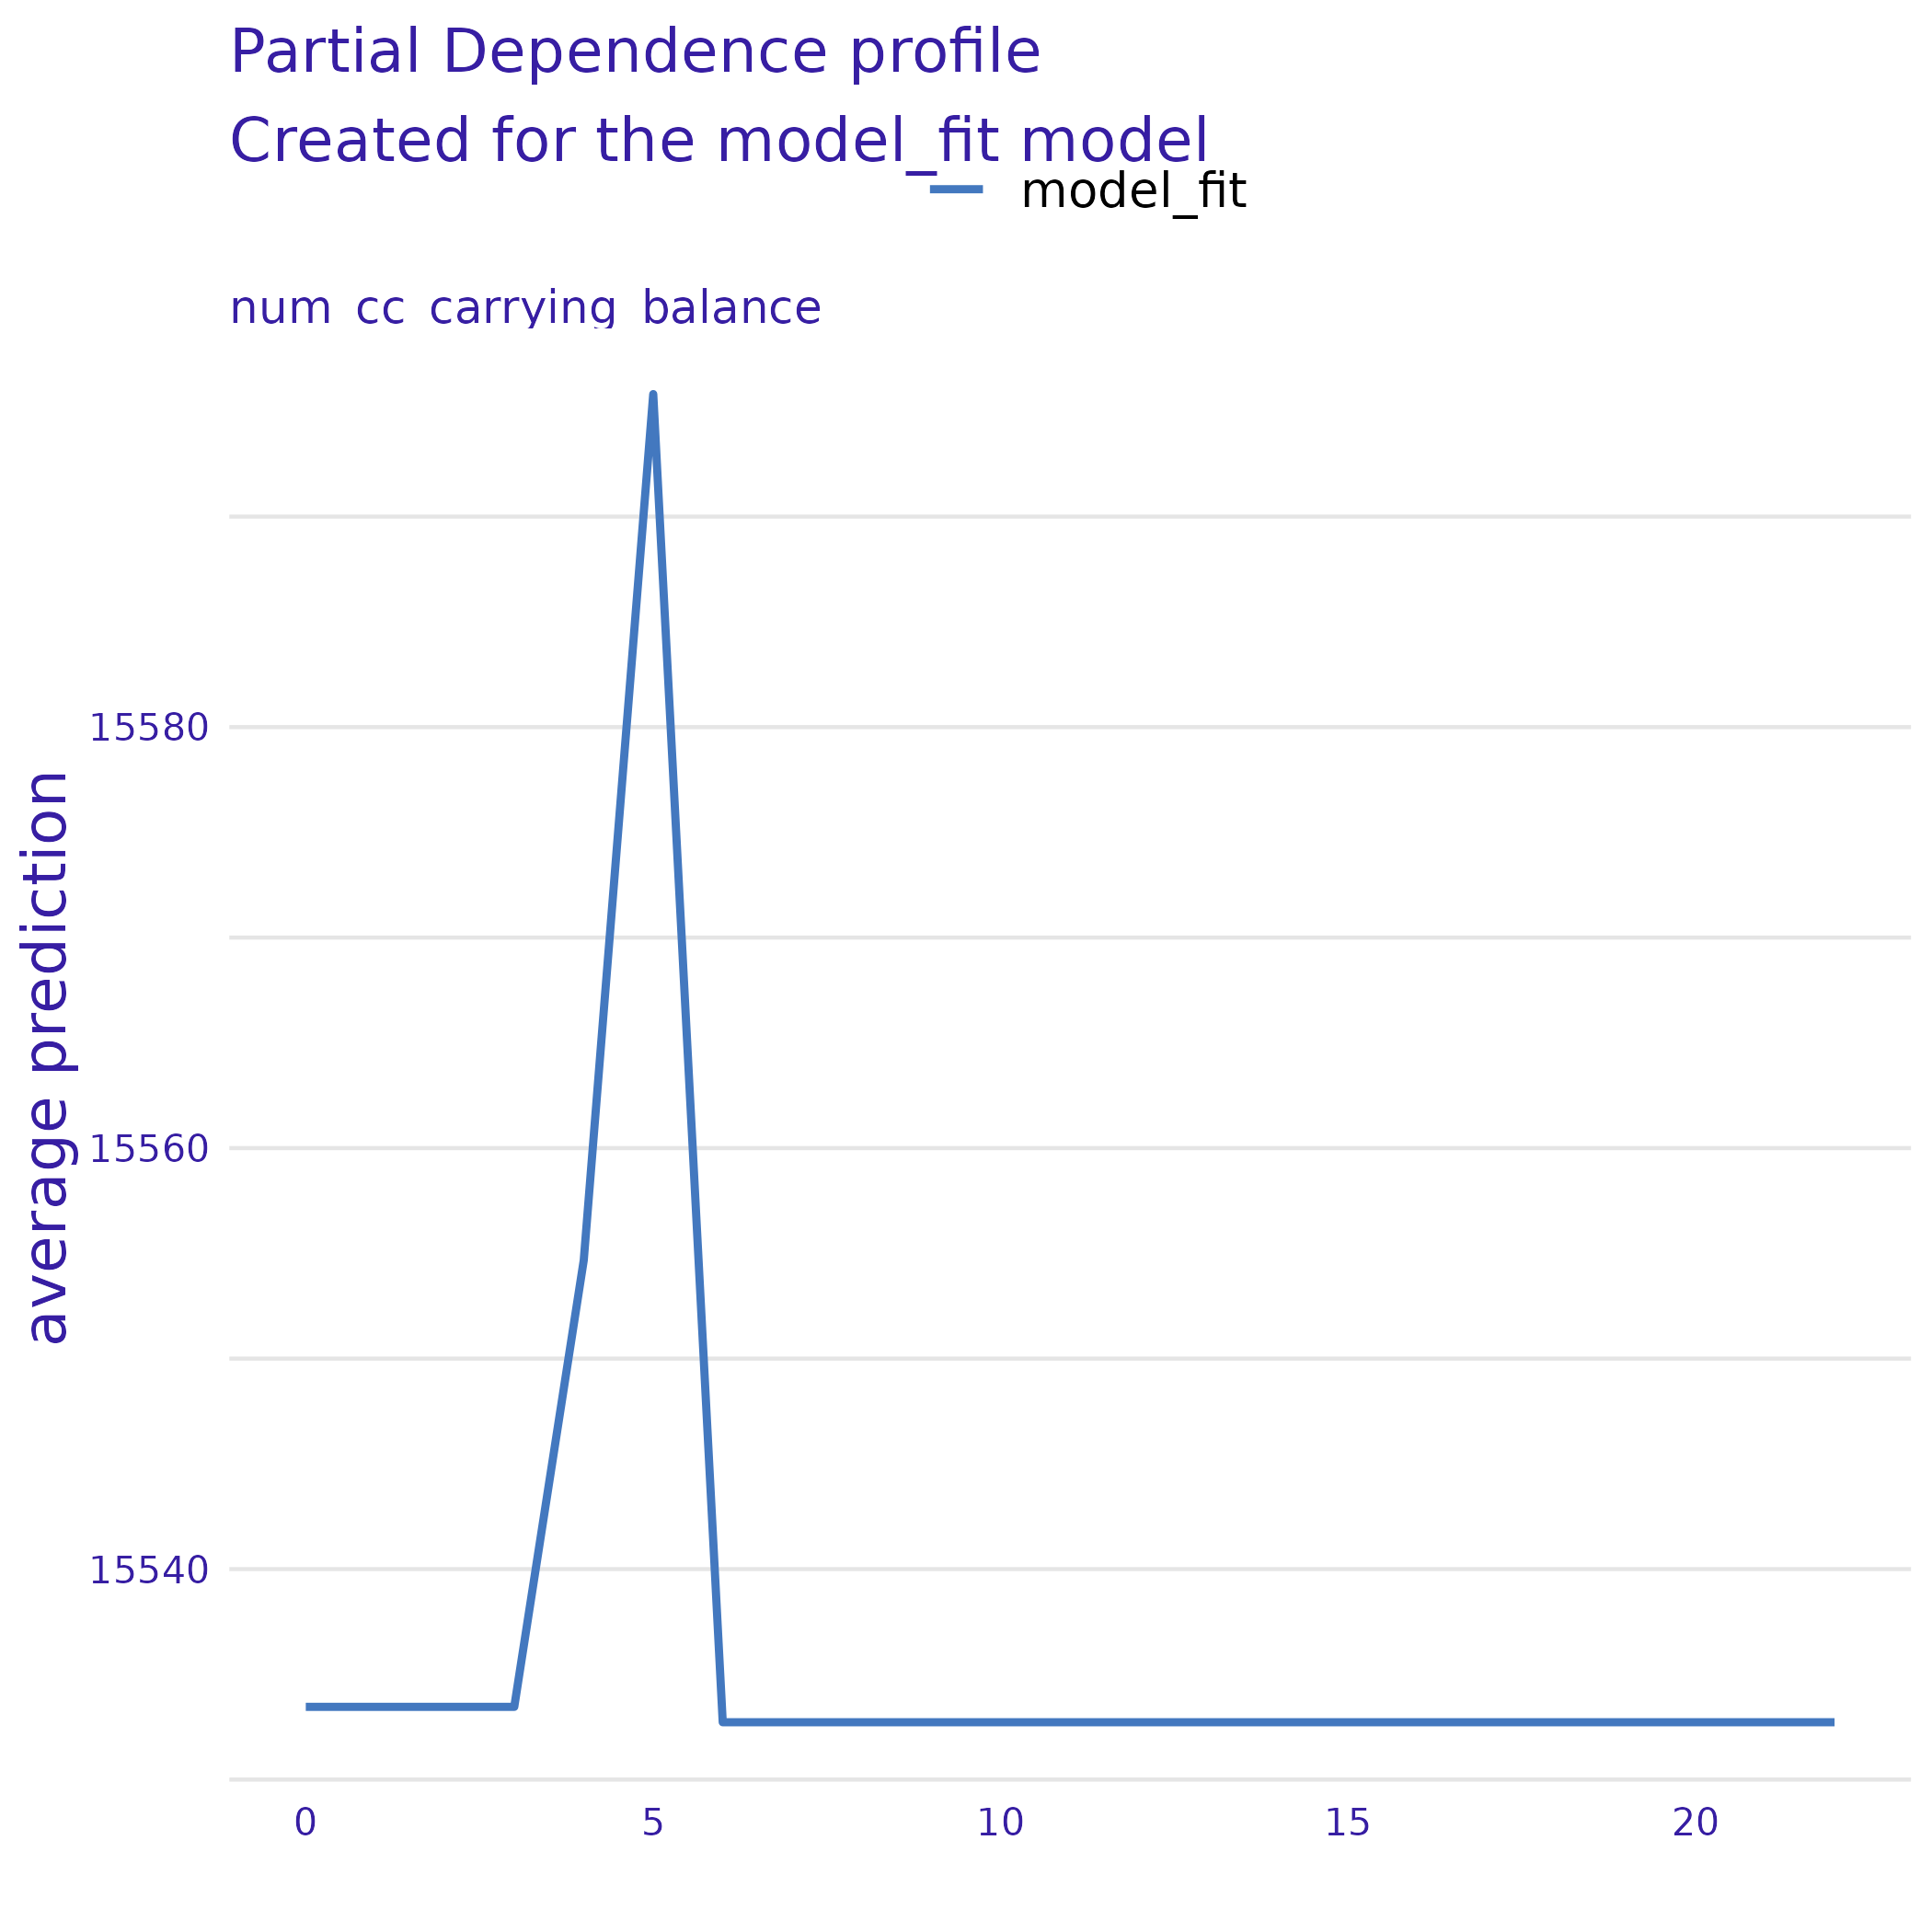 Partial Dependence profile
Created for the model_fit model
model_fit
num_cc_carrying_balance
average prediction
15580
15560
15540
0 5 10 15 20